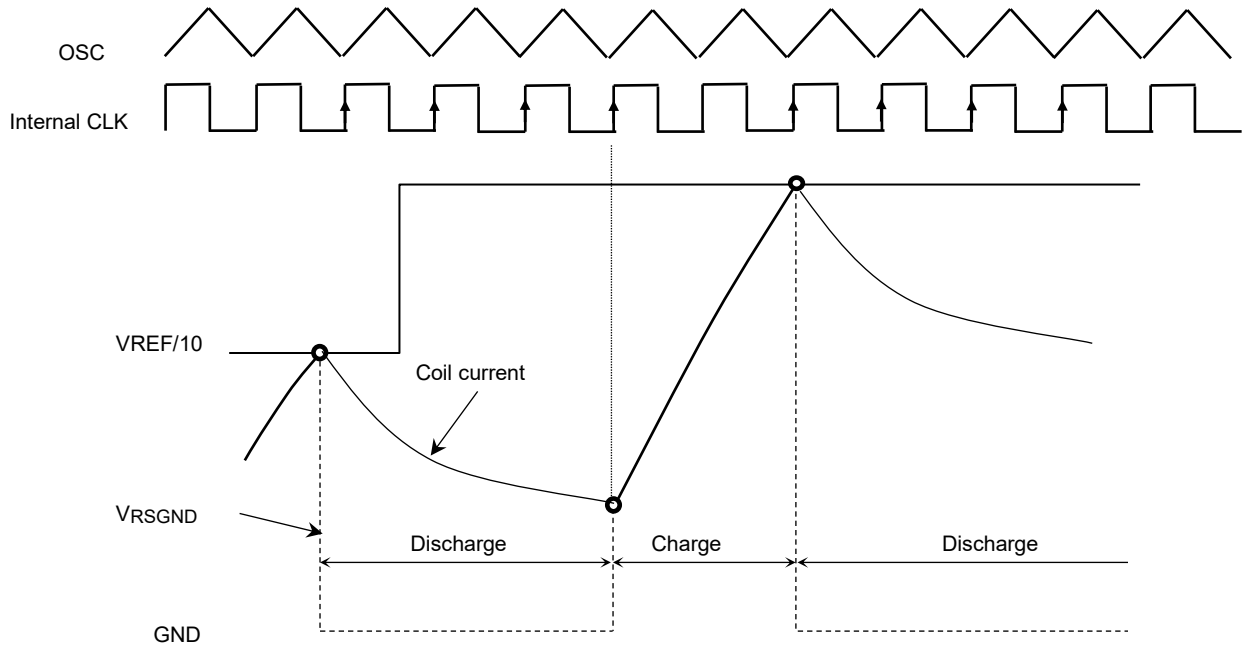 OSC
Internal CLK
VREF/10
Coil current
VRSGND
Discharge
Charge
Discharge
GND